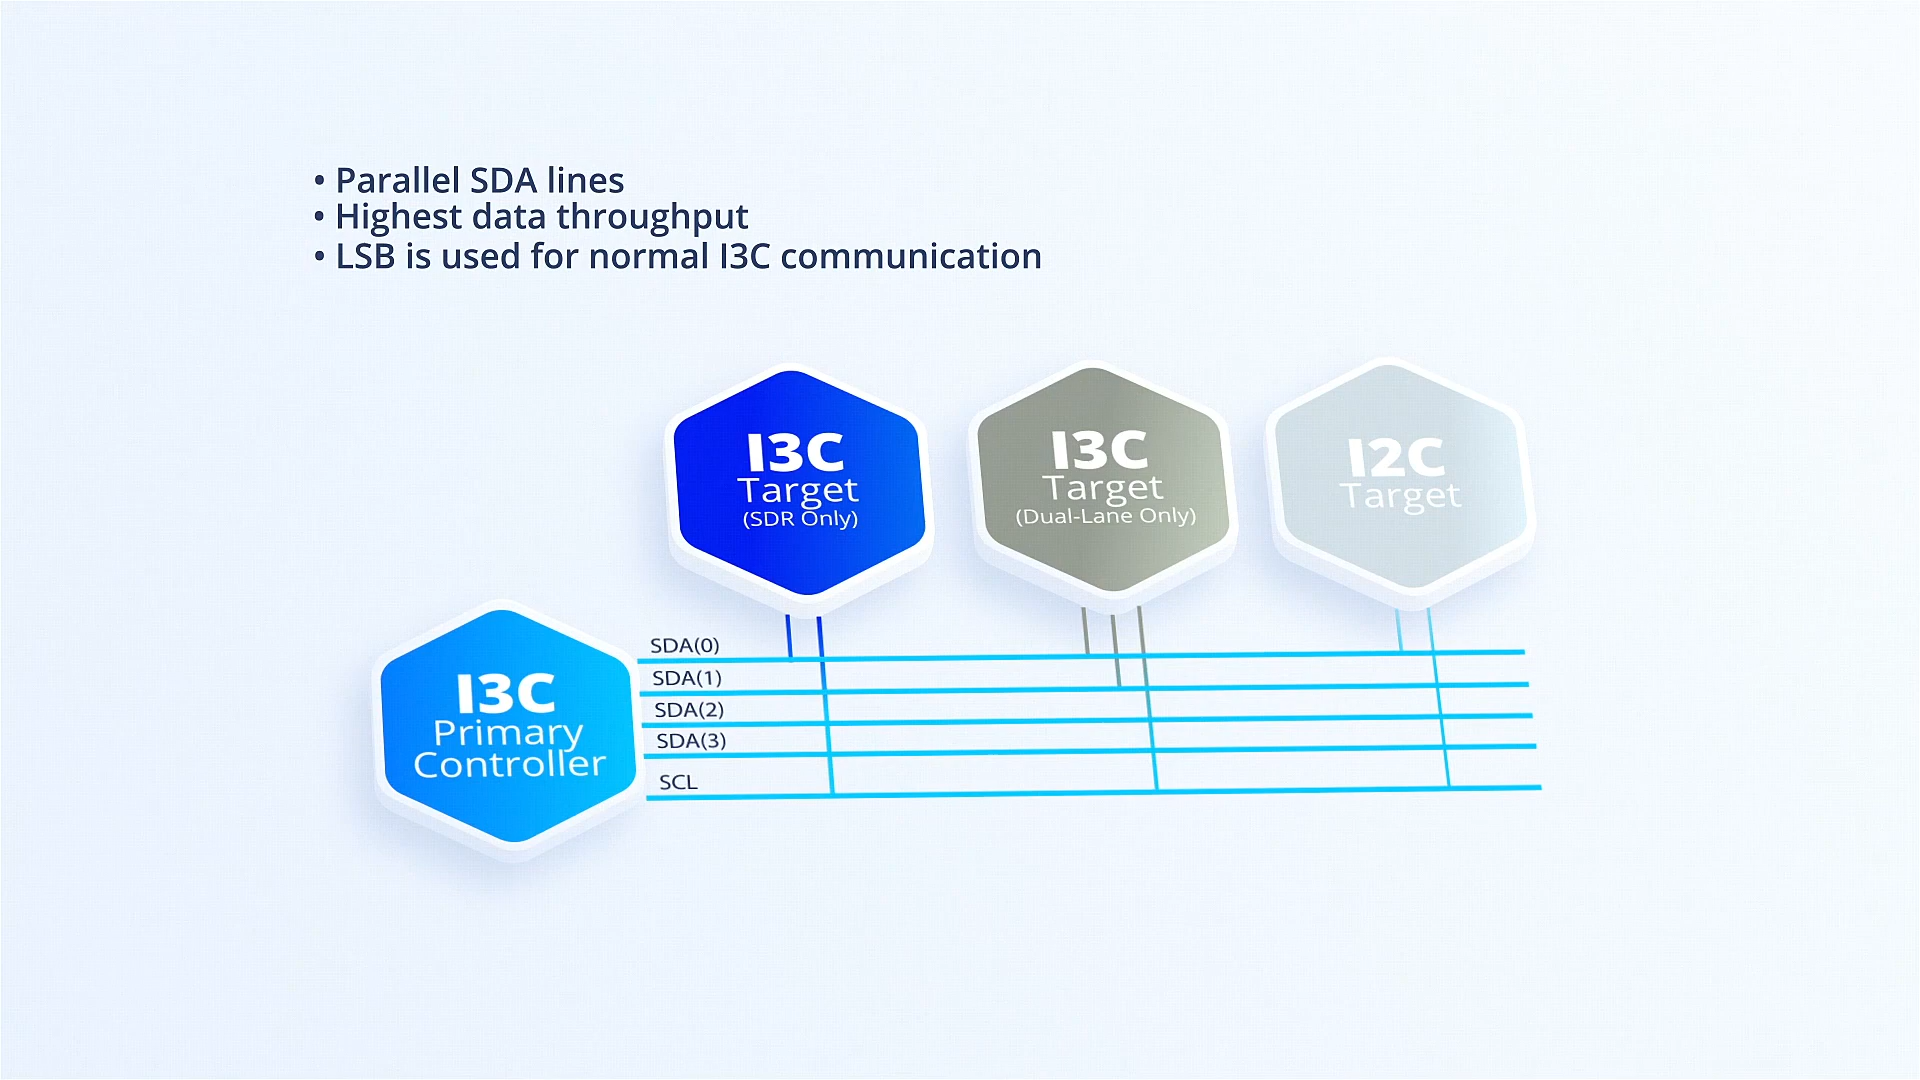 • Parallel SDA lines
• Highest data throughput
• LSB is used for normal I3C communication
I3C
Target
(SDR Only)
I3C
Target
(Dual-Lane Only)
I2C
Target
I3C
Primary
Controller
SDA(0)
SDA(1)
SDA(2)
SDA(3)
SCL